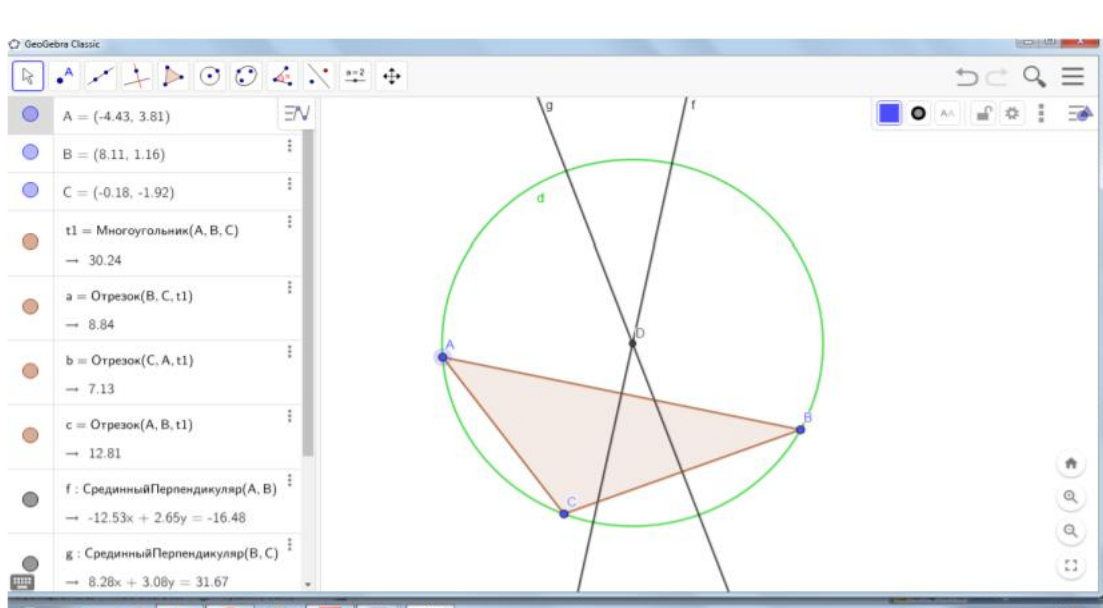 GeoGebra Classic
A
a=2
A = (-4.43, 3.81)
B = (8.11, 1.16)
C = (-0.18, -1.92)
t1 = Многоугольник(A, B, C)
→ 30.24
a = Отрезок(B, C, t1)
→ 8.84
b = Отрезок(C, A, t1)
→ 7.13
c = Отрезок(A, B, t1)
→ 12.81
f : СрединныйПерпендикуляр(A, B)
→ -12.53x + 2.65y = -16.48
g : СрединныйПерпендикуляр(B, C)
→ 8.28x + 3.08y = 31.67
g
f
AA
d
D
A
B
C